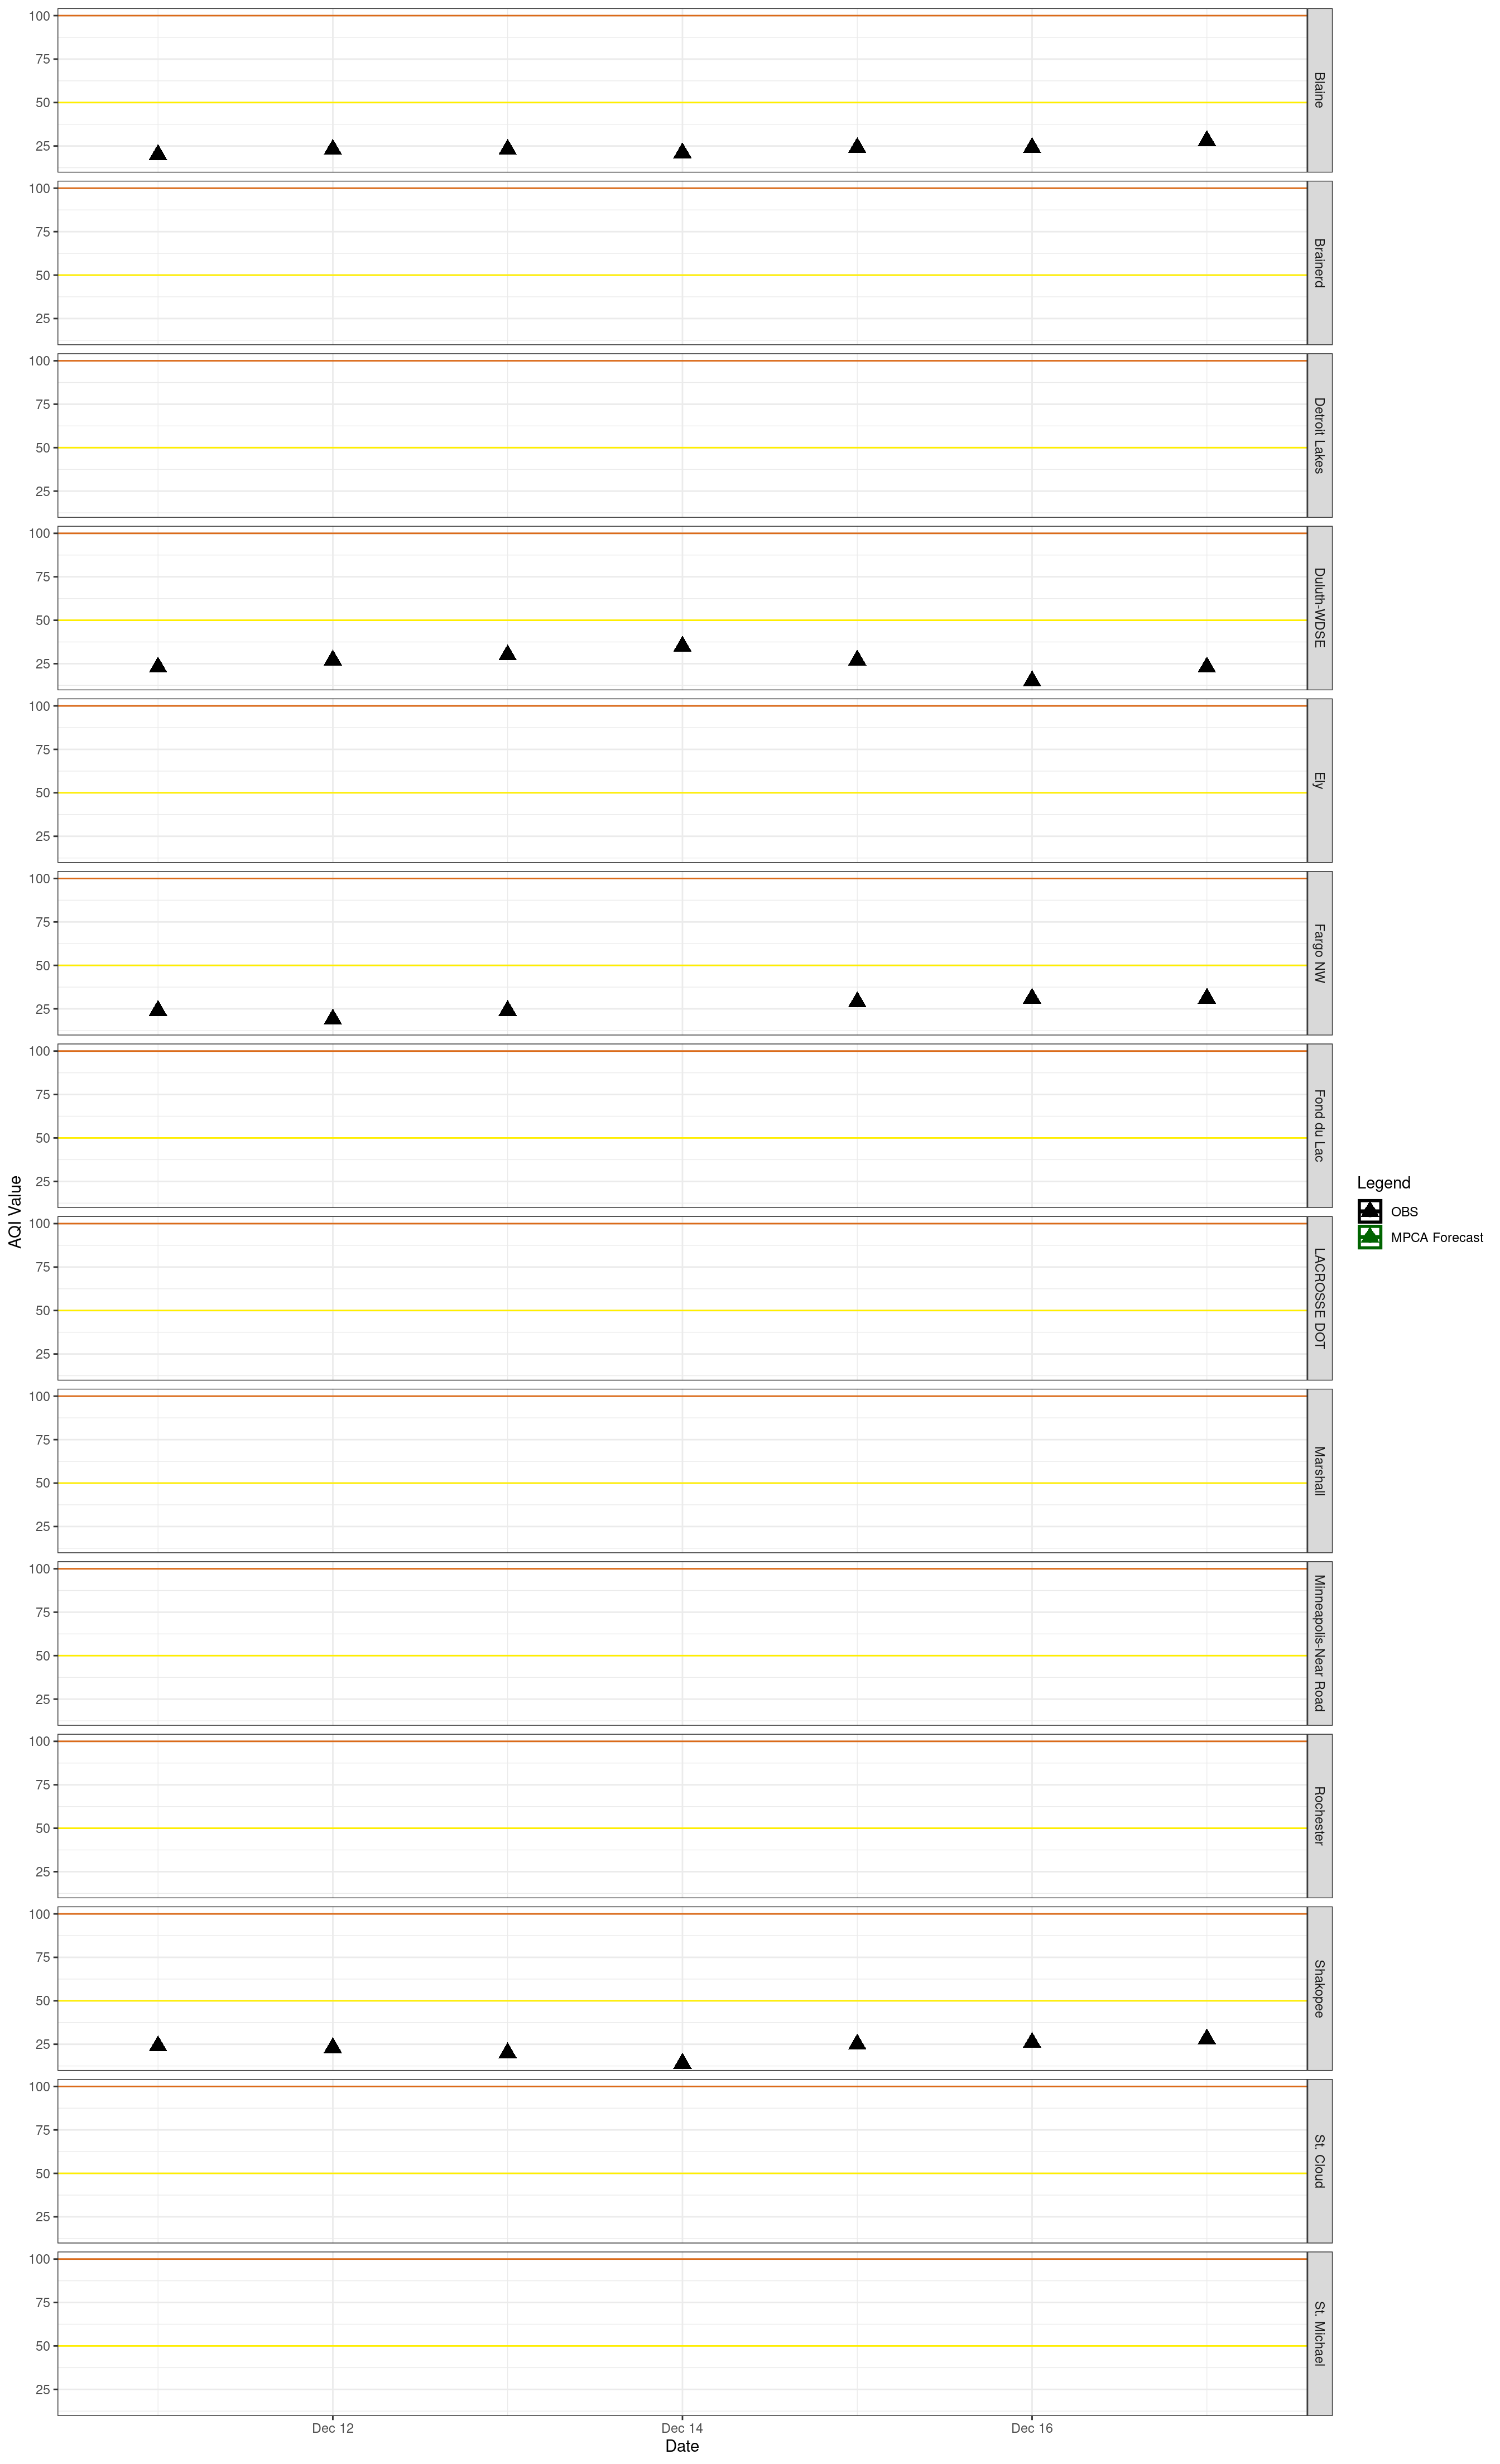 100
75
50
25
Blaine
100
75
50
25
Brainerd
100
75
50
25
Detroit Lakes
100
75
50
25
Duluth-WDSE
100
75
50
25
Ely
100
75
50
25
Fargo NW
100
75
50
25
Fond du Lac
100
75
50
25
LACROSSE DOT
100
75
50
25
Marshall
100
75
50
25
Minneapolis-Near Road
100
75
50
25
Rochester
100
75
50
25
Shakopee
100
75
50
25
St. Cloud
100
75
50
25
St. Michael
AQI Value
Dec 12
Dec 14
Dec 16
Date
Legend
OBS
MPCA Forecast